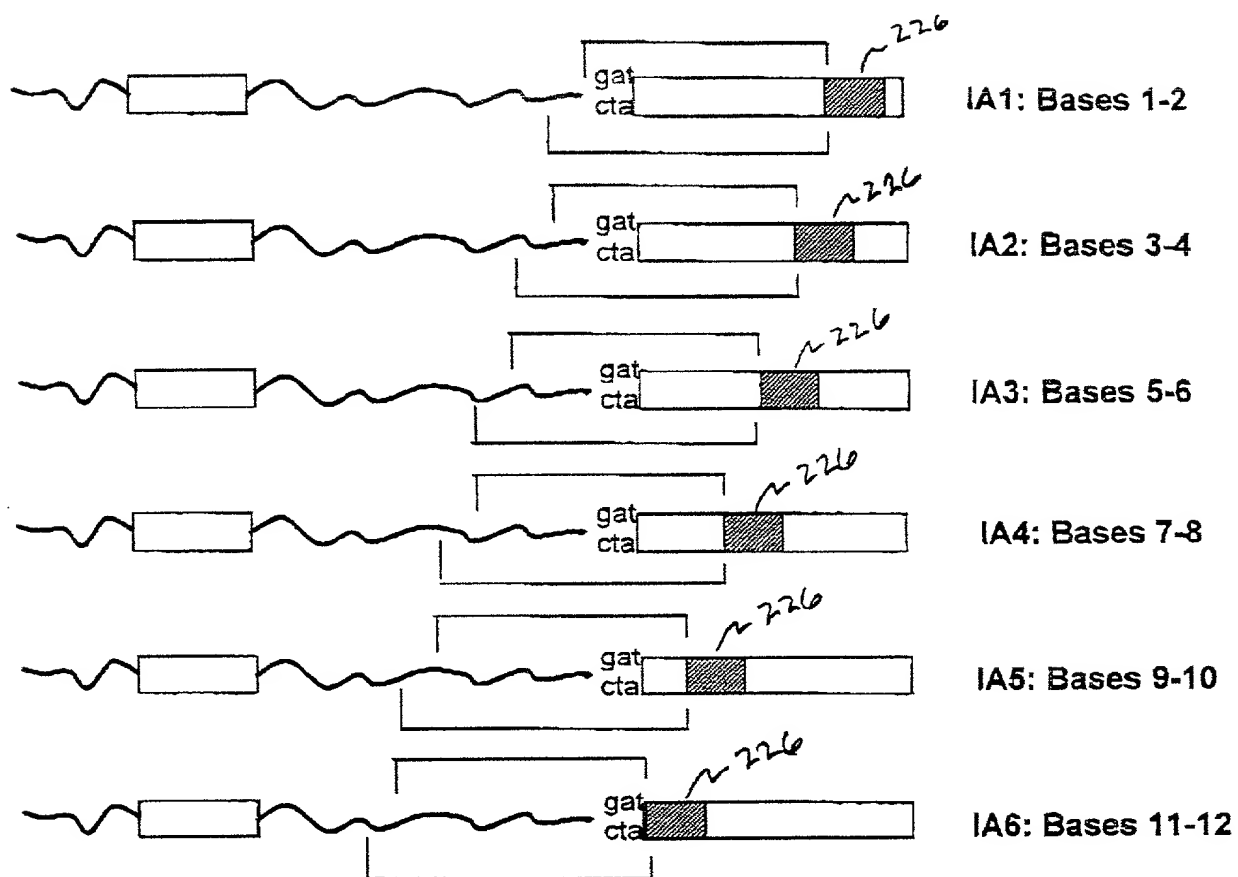 226
gat
cta
IA1: Bases 1-2
226
gat
cta
IA2: Bases 3-4
226
gat
cta
IA3: Bases 5-6
226
gat
cta
IA4: Bases 7-8
226
gat
cta
IA5: Bases 9-10
226
gat
cta
IA6: Bases 11-12